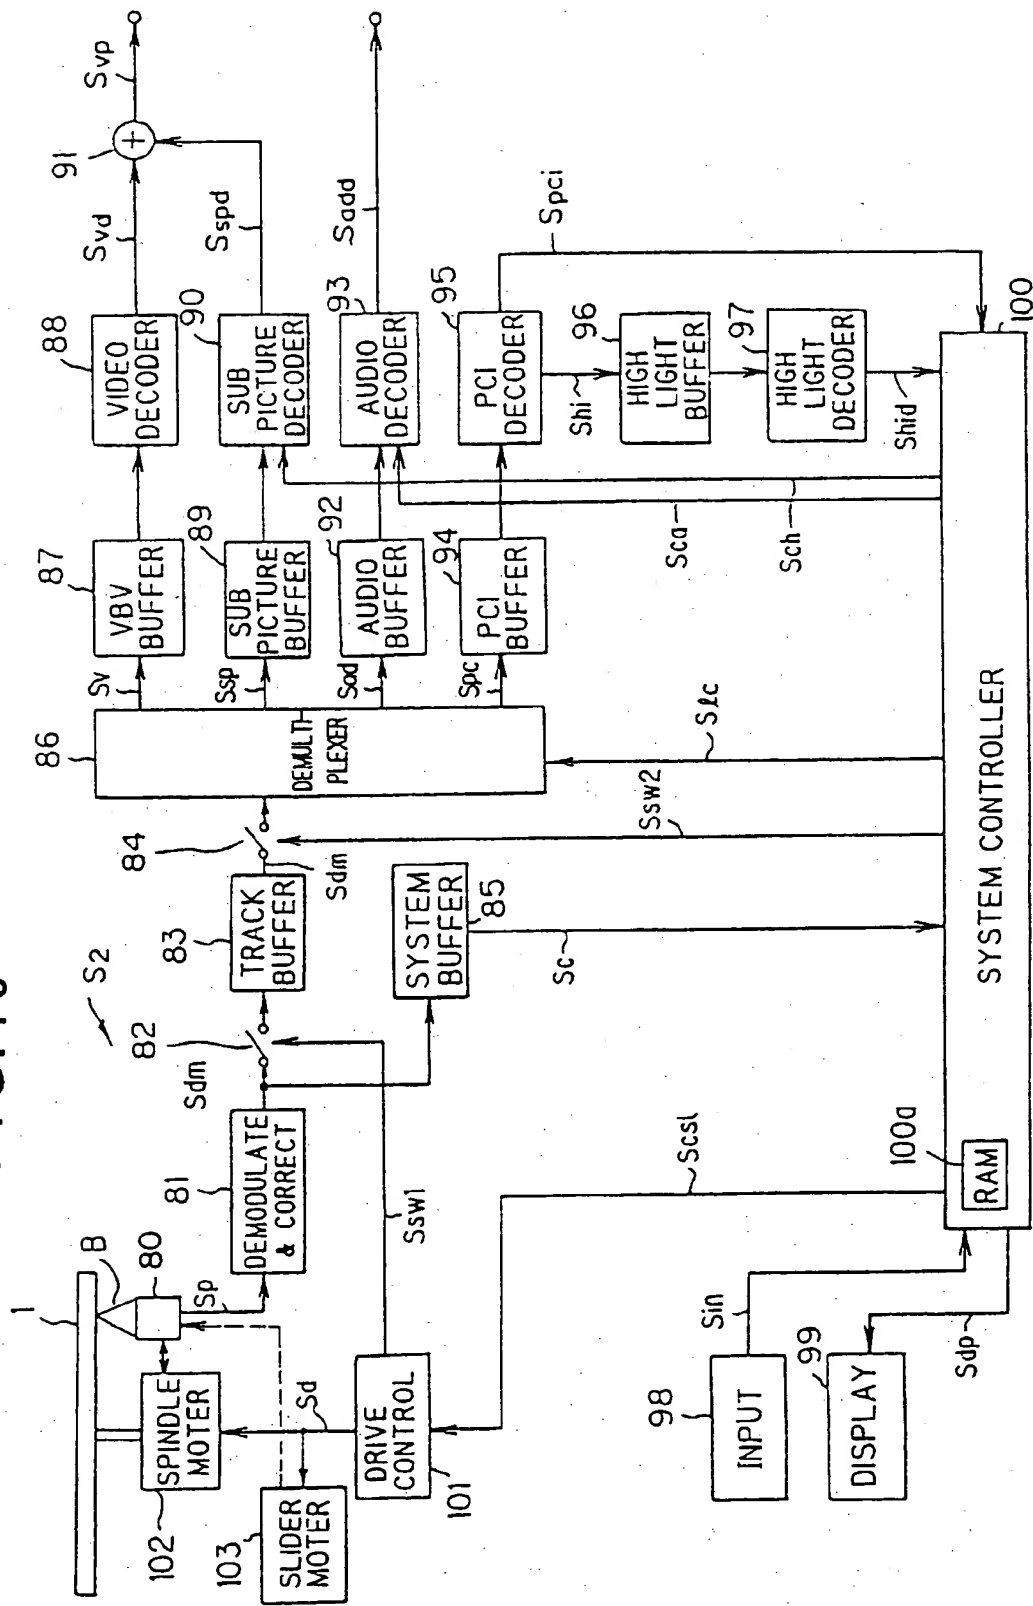 1
B
80
SPINDLE
MOTER
102
SLIDER
MOTER
103
Sd
DRIVE
CONTROL
101
Sp
DEMODULATE
& CORRECT
81
Sdm
82
Ssw1
S2
TRACK
BUFFER
83
Sdm
84
SYSTEM
BUFFER
85
Sc
DEMULTI
PLEXER
86
Ssw2
Slc
Sv
Ssp
Sad
Spc
VBV
BUFFER
87
SUB
PICTURE
BUFFER
89
AUDIO
BUFFER
92
PCI
BUFFER
94
VIDEO
DECODER
88
SUB
PICTURE
DECODER
90
AUDIO
DECODER
93
PCI
DECODER
95
Svd
Sspd
91
+
Svp
Sadd
Spci
Shi
HIGH
LIGHT
BUFFER
96
HIGH
LIGHT
DECODER
97
Shid
Sca
Sch
Scsl
INPUT
98
Sin
DISPLAY
99
Sdp
RAM
100a
SYSTEM CONTROLLER
100